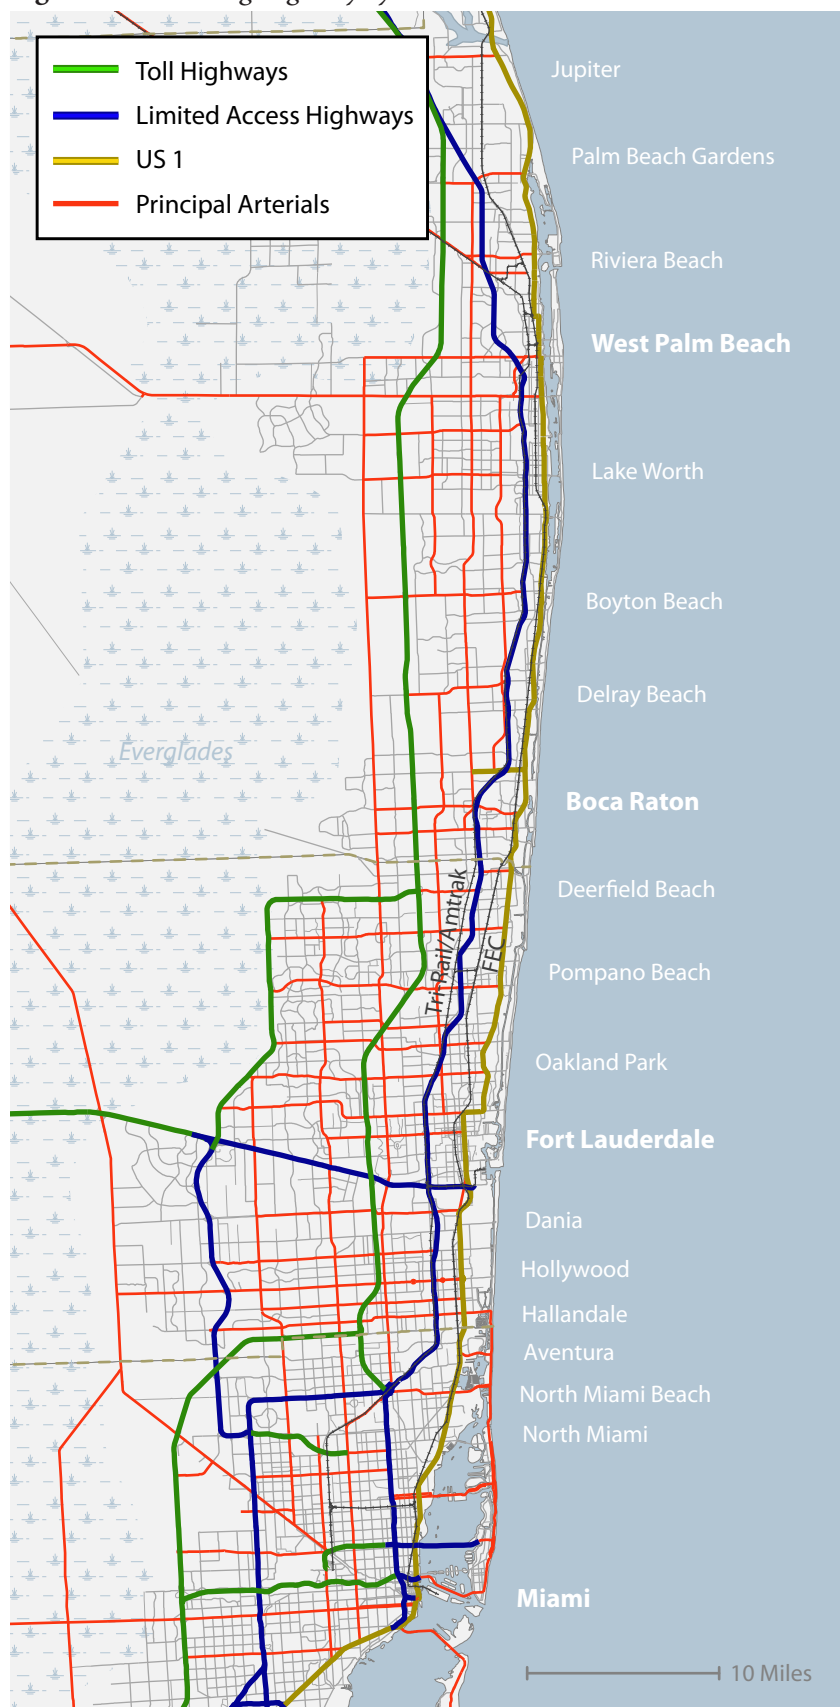 Toll Highways
Limited Access Highways
US 1
Principal Arterials
Jupiter
Palm Beach Gardens
Riviera Beach
West Palm Beach
Lake Worth
Boyton Beach
Delray Beach
Everglades
Boca Raton
Deerfield Beach
Tri-Rail/Amtrak
FEC
Pompano Beach
Oakland Park
Fort Lauderdale
Dania
Hollywood
Hallandale
Aventura
North Miami Beach
North Miami
Miami
10 Miles